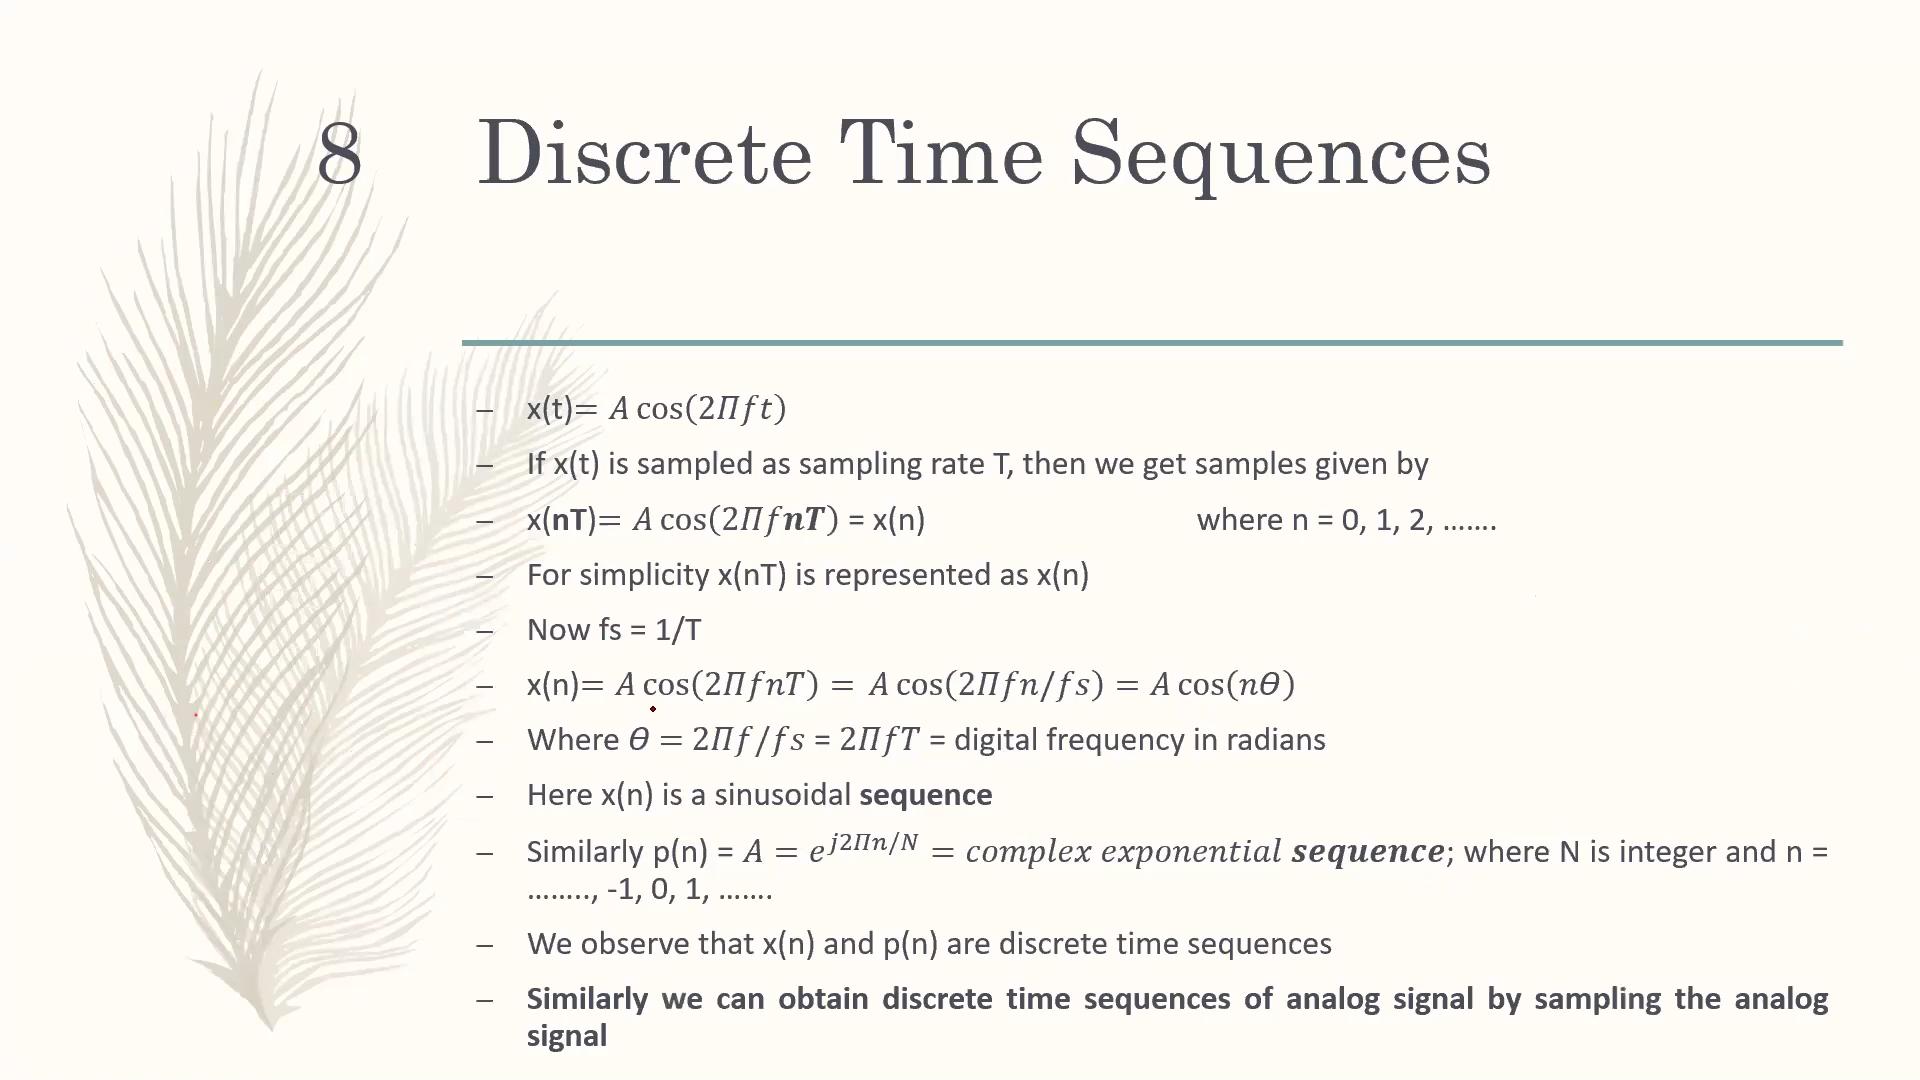 8 Discrete Time Sequences
– x(t)= A cos(2Πft)
– If x(t) is sampled as sampling rate T, then we get samples given by
– x(nT)= A cos(2ΠfnT) = x(n) where n = 0, 1, 2, …….
– For simplicity x(nT) is represented as x(n)
– Now fs = 1/T
– x(n)= A cos(2ΠfnT) = A cos(2Πfn/fs) = A cos(nθ)
– Where θ = 2Πf/fs = 2ΠfT = digital frequency in radians
– Here x(n) is a sinusoidal sequence
– Similarly p(n) = A = e^{j2Πn/N} = complex exponential sequence; where N is integer and n =
…….., -1, 0, 1, …….
– We observe that x(n) and p(n) are discrete time sequences
– Similarly we can obtain discrete time sequences of analog signal by sampling the analog
signal